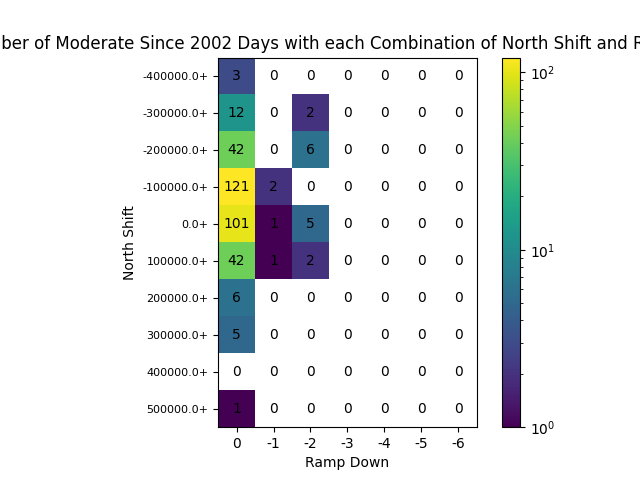 ber of Moderate Since 2002 Days with each Combination of North Shift and R
-400000.0+ 3 0 0 0 0 0 0
-300000.0+ 12 0 2 0 0 0 0
-200000.0+ 42 0 6 0 0 0 0
-100000.0+ 121 2 0 0 0 0 0
0.0+ 101 1 5 0 0 0 0
100000.0+ 42 1 2 0 0 0 0
200000.0+ 6 0 0 0 0 0 0
300000.0+ 5 0 0 0 0 0 0
400000.0+ 0 0 0 0 0 0 0
500000.0+ 1 0 0 0 0 0 0
0 -1 -2 -3 -4 -5 -6
Ramp Down
North Shift
10²
10¹
10⁰